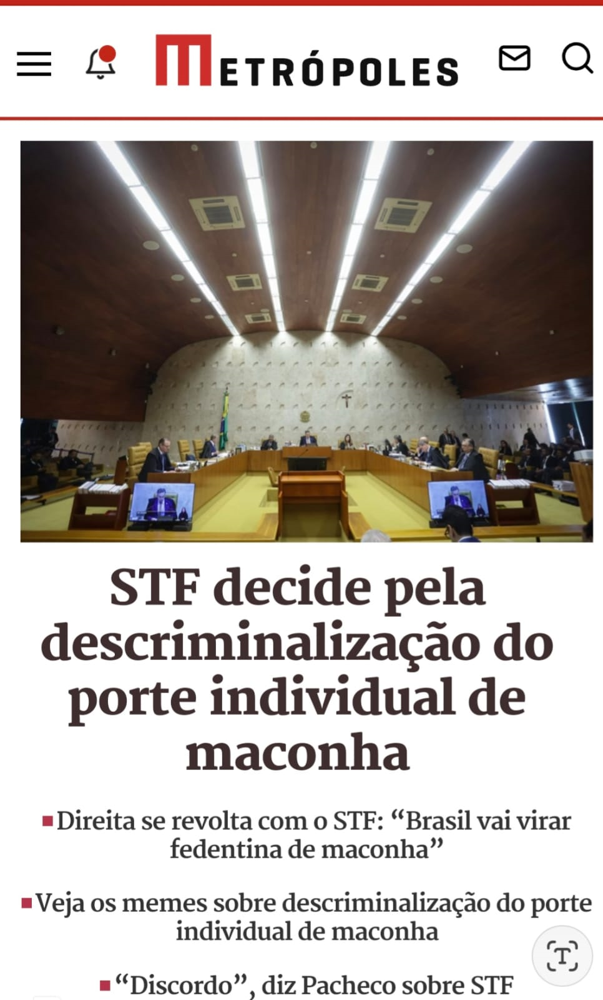 METRÓPOLES
STF decide pela
descriminalização do
porte individual de
maconha
Direita se revolta com o STF: “Brasil vai virar
fedentina de maconha”
Veja os memes sobre descriminalização do porte
individual de maconha
“Discordo”, diz Pacheco sobre STF
T